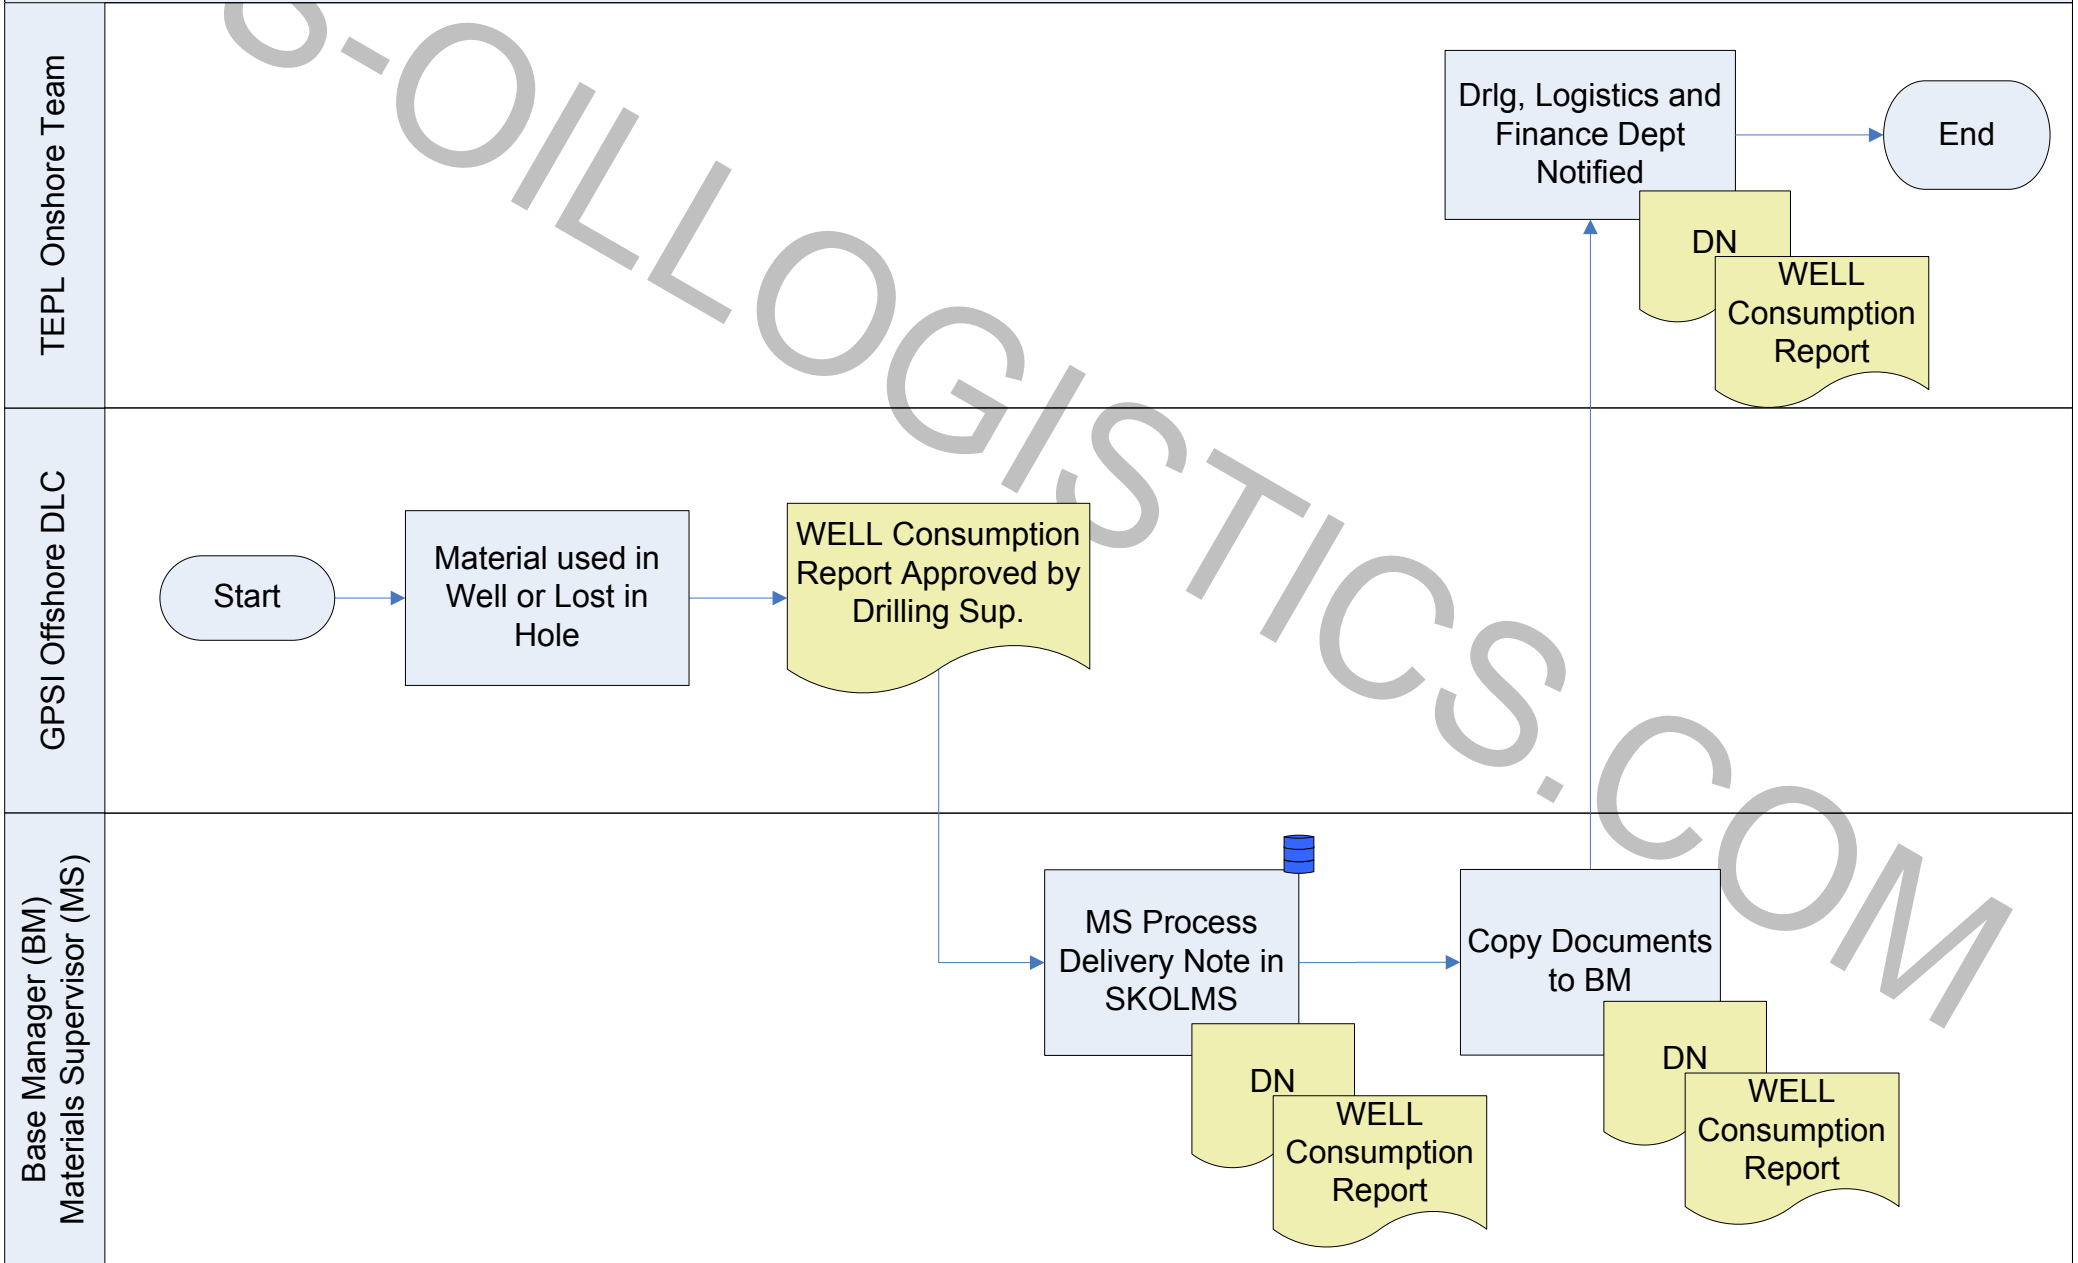 TEPL Onshore Team
Drlg, Logistics and
Finance Dept
Notified
End
DN
WELL
Consumption
Report
GPSI Offshore DLC
Start
Material used in
Well or Lost in
Hole
WELL Consumption
Report Approved by
Drilling Sup.
Base Manager (BM)
Materials Supervisor (MS)
MS Process
Delivery Note in
SKOLMS
DN
WELL
Consumption
Report
Copy Documents
to BM
DN
WELL
Consumption
Report
S-OILLOGISTICS.COM